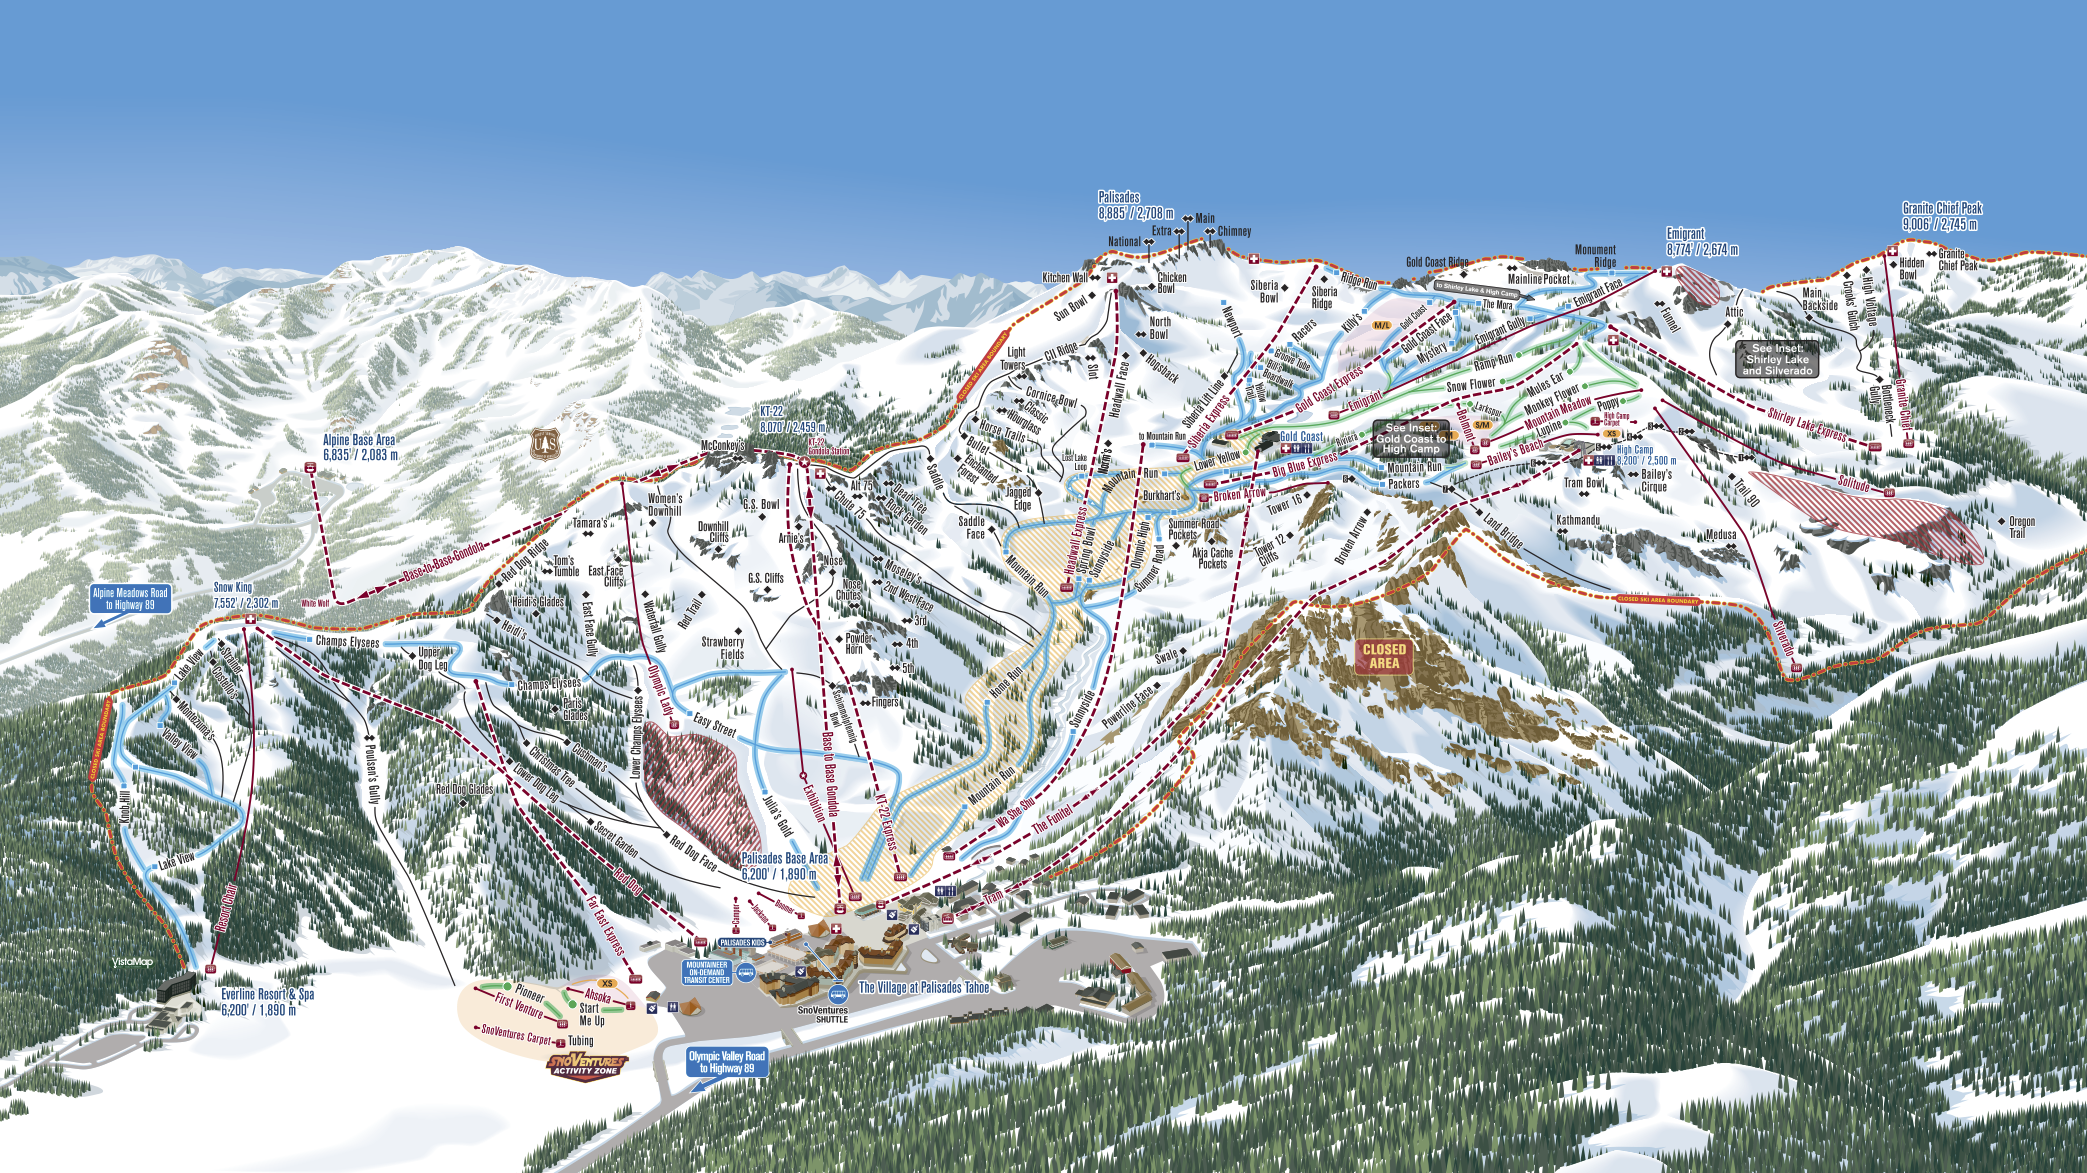 Palisades
8,885' / 2,708 m
Main
Extra
Chimney
National
Kitchen Wall
Chicken
Bowl
Sun Bowl
Siberia
Bowl
Siberia
Ridge
Ridge Run
Gold Coast Ridge
to Shirley Lake & High Camp
Mainline Pocket
Monument
Ridge
Emigrant
8,774' / 2,674 m
Granite Chief Peak
9,006' / 2,745 m
Hidden
Bowl
Granite
Chief Peak
Main
Backside
Crooks' Gulch
High Village
Attic
Funnel
Emigrant Face
The Mora
Emigrant Gully
Gold Coast
Gold Coast Face
Mystery
M/L
Killy's
Racers
Newport
North
Bowl
Hogsback
Light
Towers
CII Ridge
Slot
Headwall Face
Cornice Bowl
Classic
Hourglass
Horse Trails
Bullet
Enchanted
Forest
CLOSED SKI AREA BOUNDARY
Siberia Lift Line
Siberia Express
Gold Coast Express
Emigrant
Ramp Run
Snow Flower
Mules Ear
Monkey Flower
Mountain Meadow
Poppy
Lupine
Larkspur
S/M
Belmont
Bailey's Beach
High Camp
Carpet
XS
High Camp
8,200' / 2,500 m
See Inset:
Shirley Lake
and Silverado
See Inset:
Gold Coast to
High Camp
Bottleneck
Gully
Granite Chief
Shirley Lake Express
Solitude
Gold Coast
Riviera
Big Blue Express
Mountain Run
Packers
Broken Arrow
Lower Yellow
to Mountain Run
Lost Lake
Loop
Mountain Run
Burkhart's
Tower 16
Tower 12
Cliffs
Broken Arrow
Summer Road
Pockets
Akja Cache
Pockets
Olympic High
Summer Road
Sunnyside
Spring Bowl
Headwall Express
Jagged
Edge
Saddle
Saddle
Face
Mountain Run
Tram Bowl
Bailey's
Cirque
Trail 90
Kathmandu
Land Bridge
Medusa
Oregon
Trail
CLOSED SKI AREA BOUNDARY
Silverado
CLOSED
AREA
KT-22
8,070' / 2,459 m
KT-22
Gondola Station
McConkey's
Alpine Base Area
6,835' / 2,083 m
UAS
White Wolf
Base-to-Base-Gondola
Alpine Meadows Road
to Highway 89
Snow King
7,552' / 2,302 m
Women's
Downhill
G.S. Bowl
Downhill
Cliffs
Arnie's
Alt 75
Chute 75
Dead Tree
Rock Garden
Nose
Nose
Chutes
Moseley's
2nd West Face
3rd
4th
5th
Powder
Horn
Fingers
Schimmelpfennig
Bowl
Tamara's
Red Dog Ridge
Tom's
Tumble
East Face
Cliffs
G.S. Cliffs
Heidi's Glades
Heidi's
East Face Gully
Waterfall Gully
Red Trail
Strawberry
Fields
Champs Elysees
Upper
Dog Leg
Champs Elysees
Paris
Glades
Olympic Lady
Easy Street
Lower Champs Elysees
Lake View
Montezuma's
Valley View
Knob Hill
Lake View
CLOSED SKI AREA BOUNDARY
Resort Chair
Poulsen's Gully
Red Dog Glades
Cushman's
Christmas Tree
Lower Dog Leg
Secret Garden
Red Dog Face
Red Dog
Far East Express
Julia's Gold
Exhibition
Base to Base Gondola
KT-22 Express
Home Run
Mountain Run
Sunnyside
Swale
Powerline Face
Wa She Shu
The Funitel
Tram
Palisades Base Area
6,200' / 1,890 m
Camper
Jackson
Boomer
PALISADES KIDS
MOUNTAINEER
ON-DEMAND
TRANSIT CENTER
The Village at Palisades Tahoe
SnoVentures
SHUTTLE
Olympic Valley Road
to Highway 89
VistaMap
Everline Resort & Spa
6,200' / 1,890 m
XS
Pioneer
First Venture
Ahsoka
Start
Me Up
SnoVentures Carpet
Tubing
SNOVENTURES
ACTIVITY ZONE